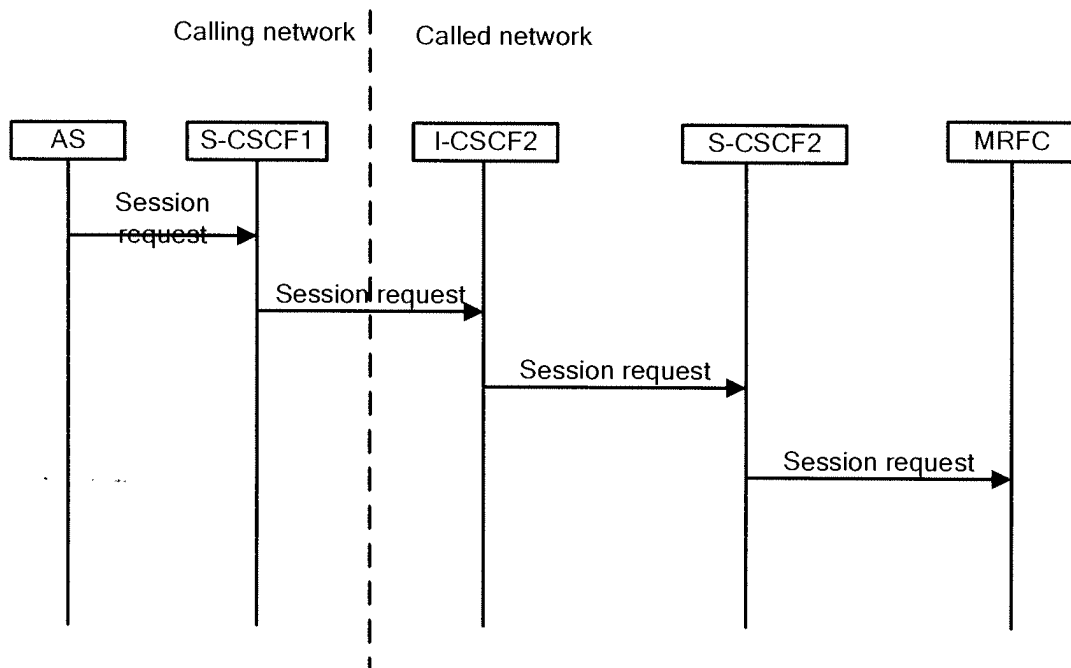 Calling network
Called network
AS
S-CSCF1
I-CSCF2
S-CSCF2
MRFC
Session
request
Session request
Session request
Session request